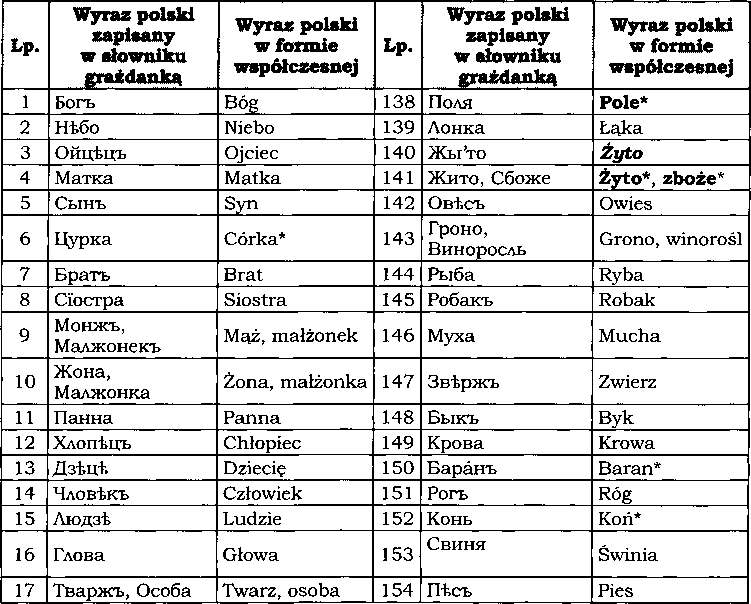 Lp. Wyraz polski zapisany w słowniku grażdanką Wyraz polski w formie współczesnej Lp. Wyraz polski zapisany w słowniku grażdanką Wyraz polski w formie współczesnej
1 Богъ Bóg 138 Поля Pole*
2 Нѣбо Niebo 139 Лонка Łąka
3 Ойцѣцъ Ojciec 140 Жы'то Żyto
4 Матка Matka 141 Жито, Сбоже Żyto*, zboże*
5 Сынъ Syn 142 Овѣсъ Owies
6 Цурка Córka* 143 Гроно, Виноросль Grono, winorośl
7 Братъ Brat 144 Рыба Ryba
8 Сїостра Siostra 145 Робакъ Robak
9 Монжъ, Малжонекъ Mąż, małżonek 146 Муха Mucha
10 Жона, Малжонка Żona, małżonka 147 Звѣржъ Zwierz
11 Панна Panna 148 Быкъ Byk
12 Хлопѣцъ Chłopiec 149 Крова Krowa
13 Дзѣцѣ Dziecię 150 Бара́нъ Baran*
14 Чловѣкъ Człowiek 151 Рогъ Róg
15 Людзѣ Ludzie 152 Конь Koń*
16 Глова Głowa 153 Свиня Świnia
17 Тваржъ, Особа Twarz, osoba 154 Пѣсъ Pies